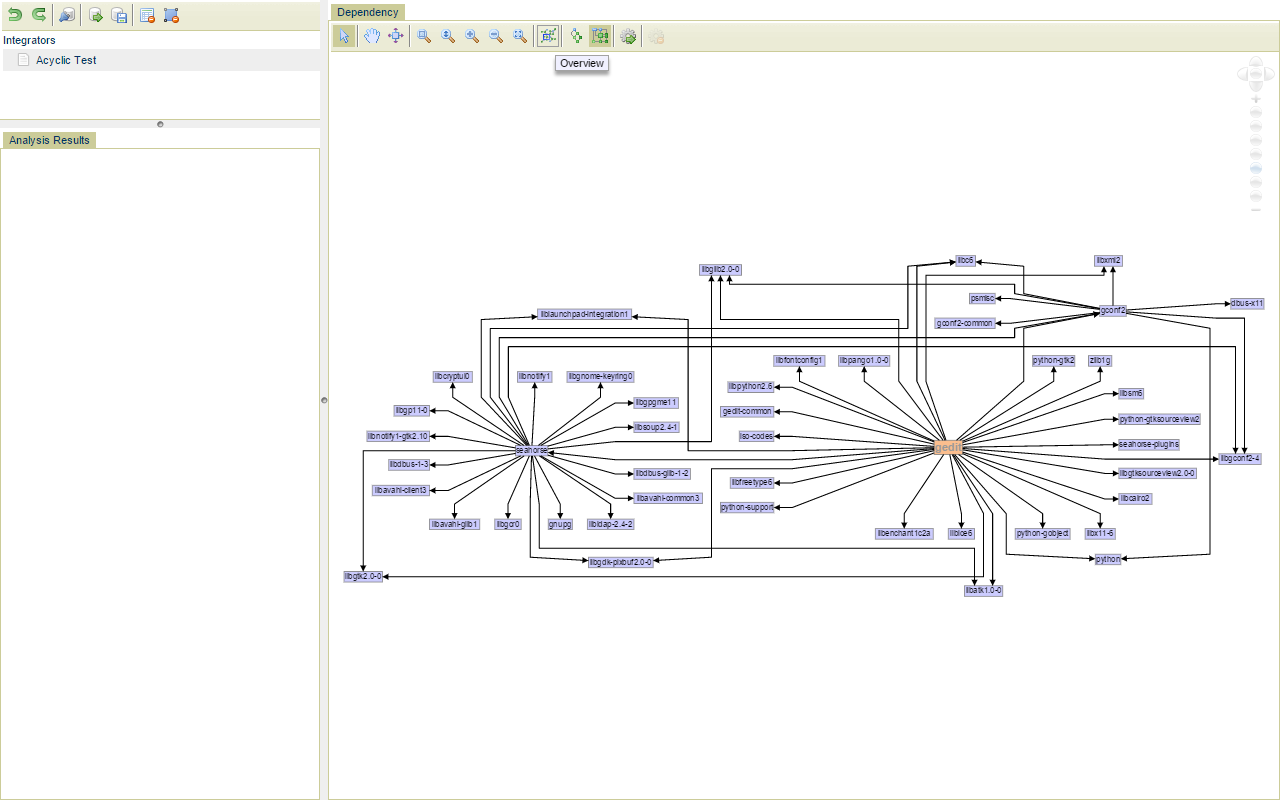 Dependency
Integrators
Acyclic Test
Overview
Analysis Results
libglib2.0-0
libc6
libxml2
psmisc
dbus-x11
gconf2
liblaunchpad-integration1
gconf2-common
libfontconfig1
libpango1.0-0
python-gtk2
zlib1g
libcryptui0
libnotify1
libgnome-keyring0
libpython2.6
libsm6
libgp11-0
libgpgme11
gedit-common
python-gtksourceview2
libsoup2.4-1
libnotify1-gtk2.10
iso-codes
seahorse-plugins
seahorse
gedit
libgconf2-4
libdbus-1-3
libdbus-glib-1-2
libgtksourceview2.0-0
libfreetype6
libavahi-client3
libavahi-common3
libcairo2
python-support
libavahi-glib1
libgcr0
gnupg
libldap-2.4-2
libenchant1c2a
libice6
python-gobject
libx11-6
libgdk-pixbuf2.0-0
python
libgtk2.0-0
libatk1.0-0